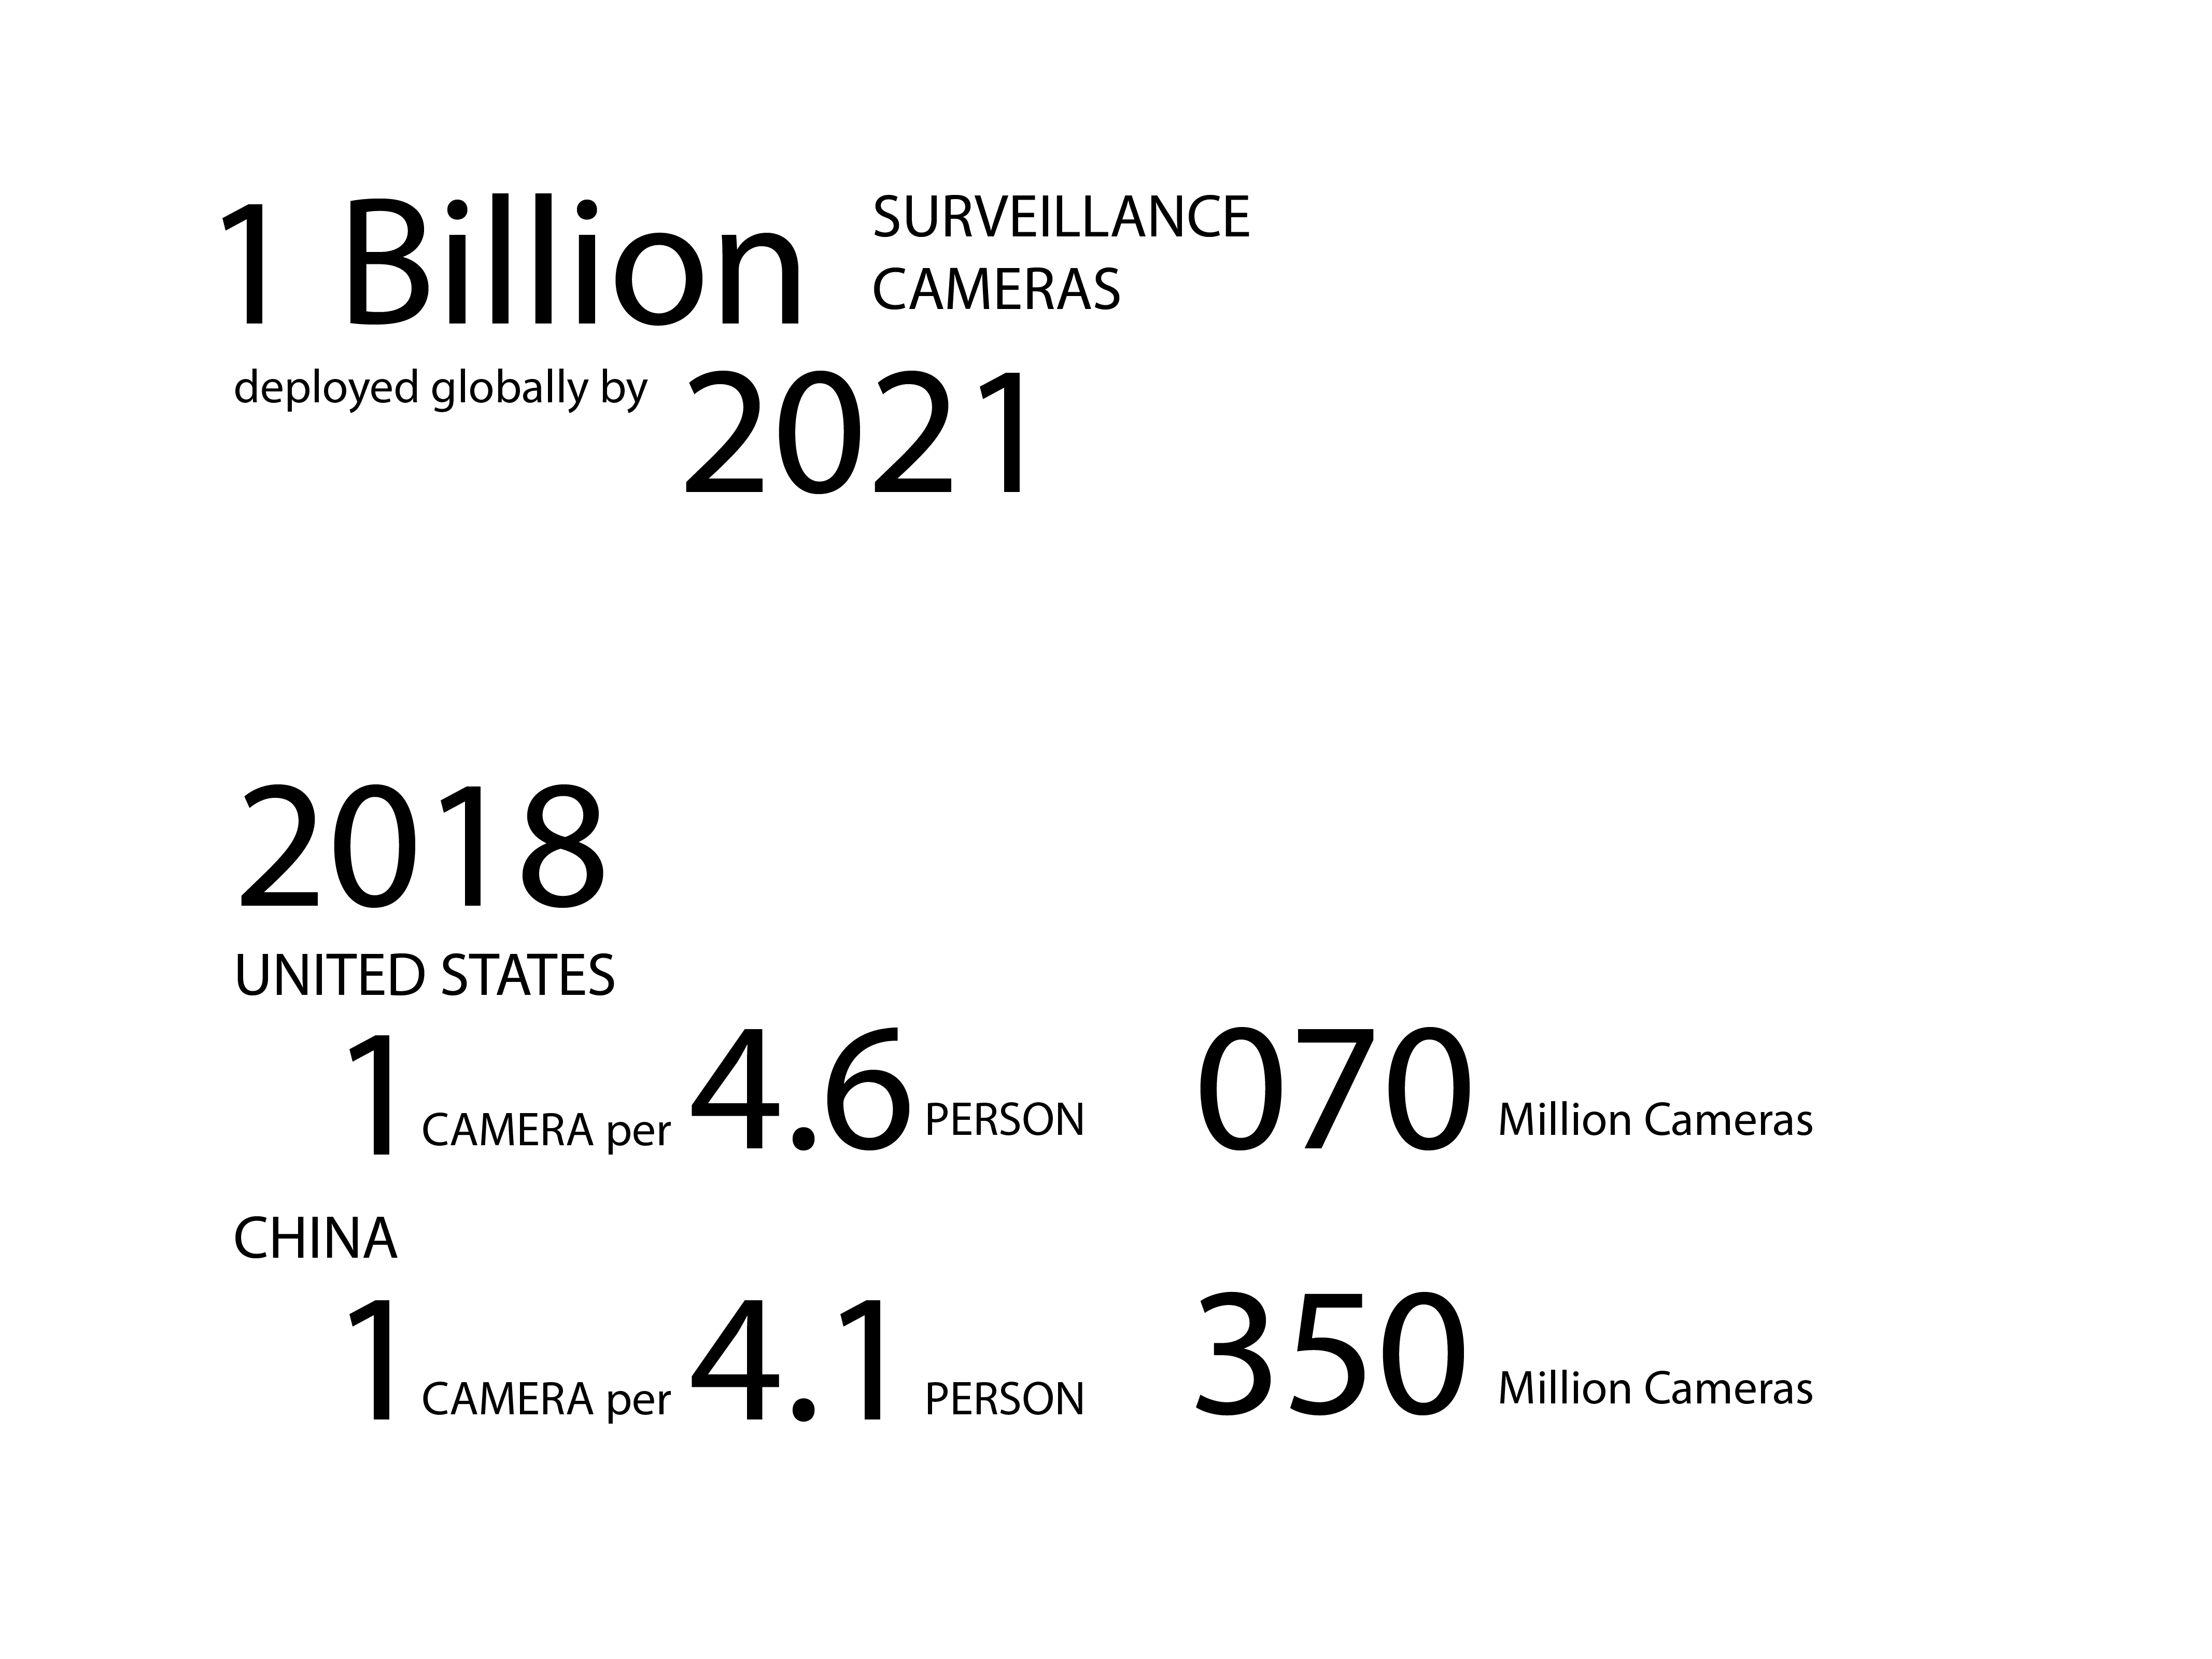 1 Billion SURVEILLANCE
CAMERAS
deployed globally by 2021
2018
UNITED STATES
1 CAMERA per 4.6 PERSON 070 Million Cameras
CHINA
1 CAMERA per 4.1 PERSON 350 Million Cameras